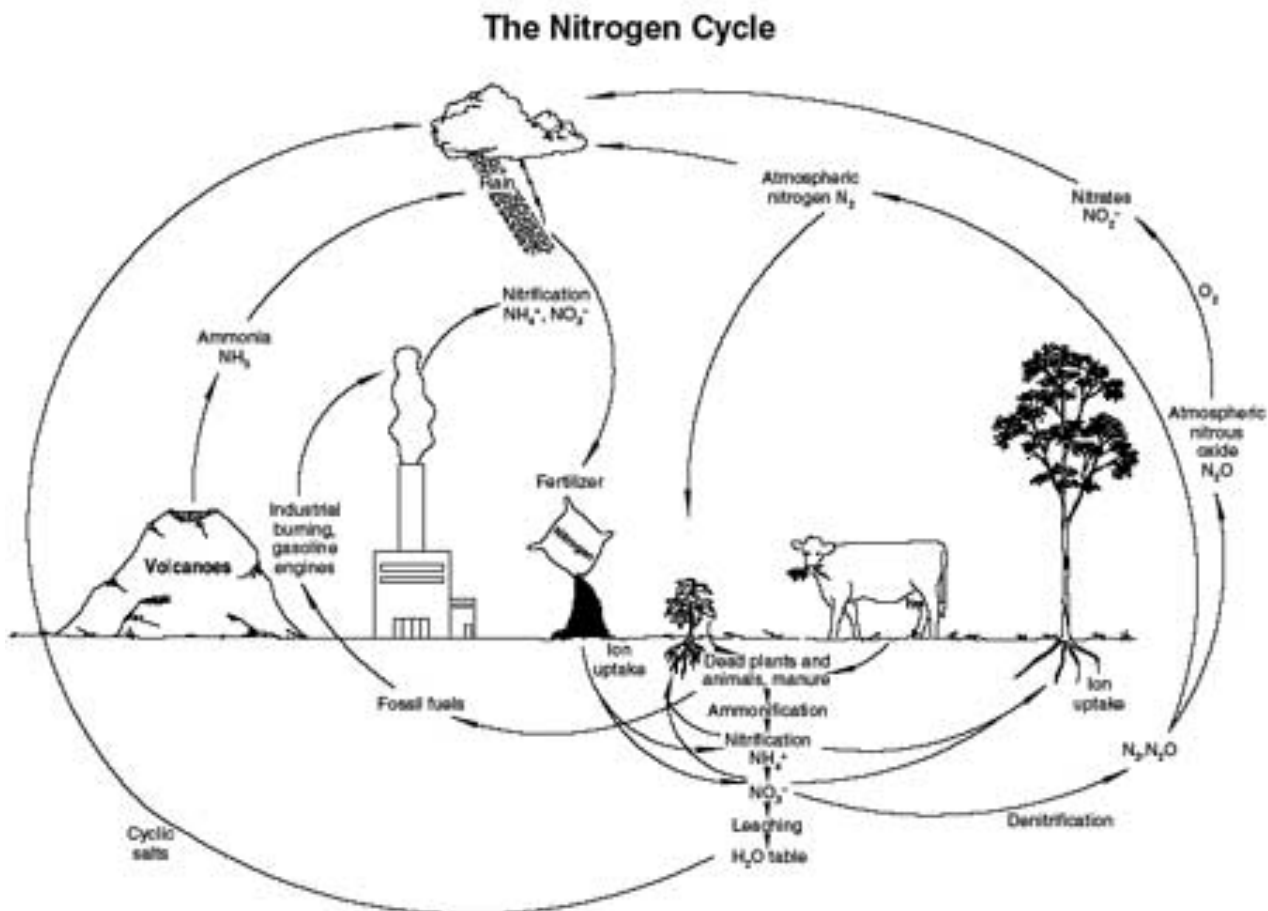 The Nitrogen Cycle
Rain
Atmospheric
nitrogen N₂
Nitrates
NO₂⁻
O₂
Nitrification
NH₄⁺, NO₃⁻
Ammonia
NH₃
Atmospheric
nitrous
oxide
N₂O
Fertilizer
Nitrogen
Industrial
burning,
gasoline
engines
Volcanoes
Ion
uptake
Dead plants and
animals, manure
Ion
uptake
Fossil fuels
Ammonification
Nitrification
NH₄⁺
N₂,N₂O
NO₃⁻
Denitrification
Leaching
Cyclic
salts
H₂O table